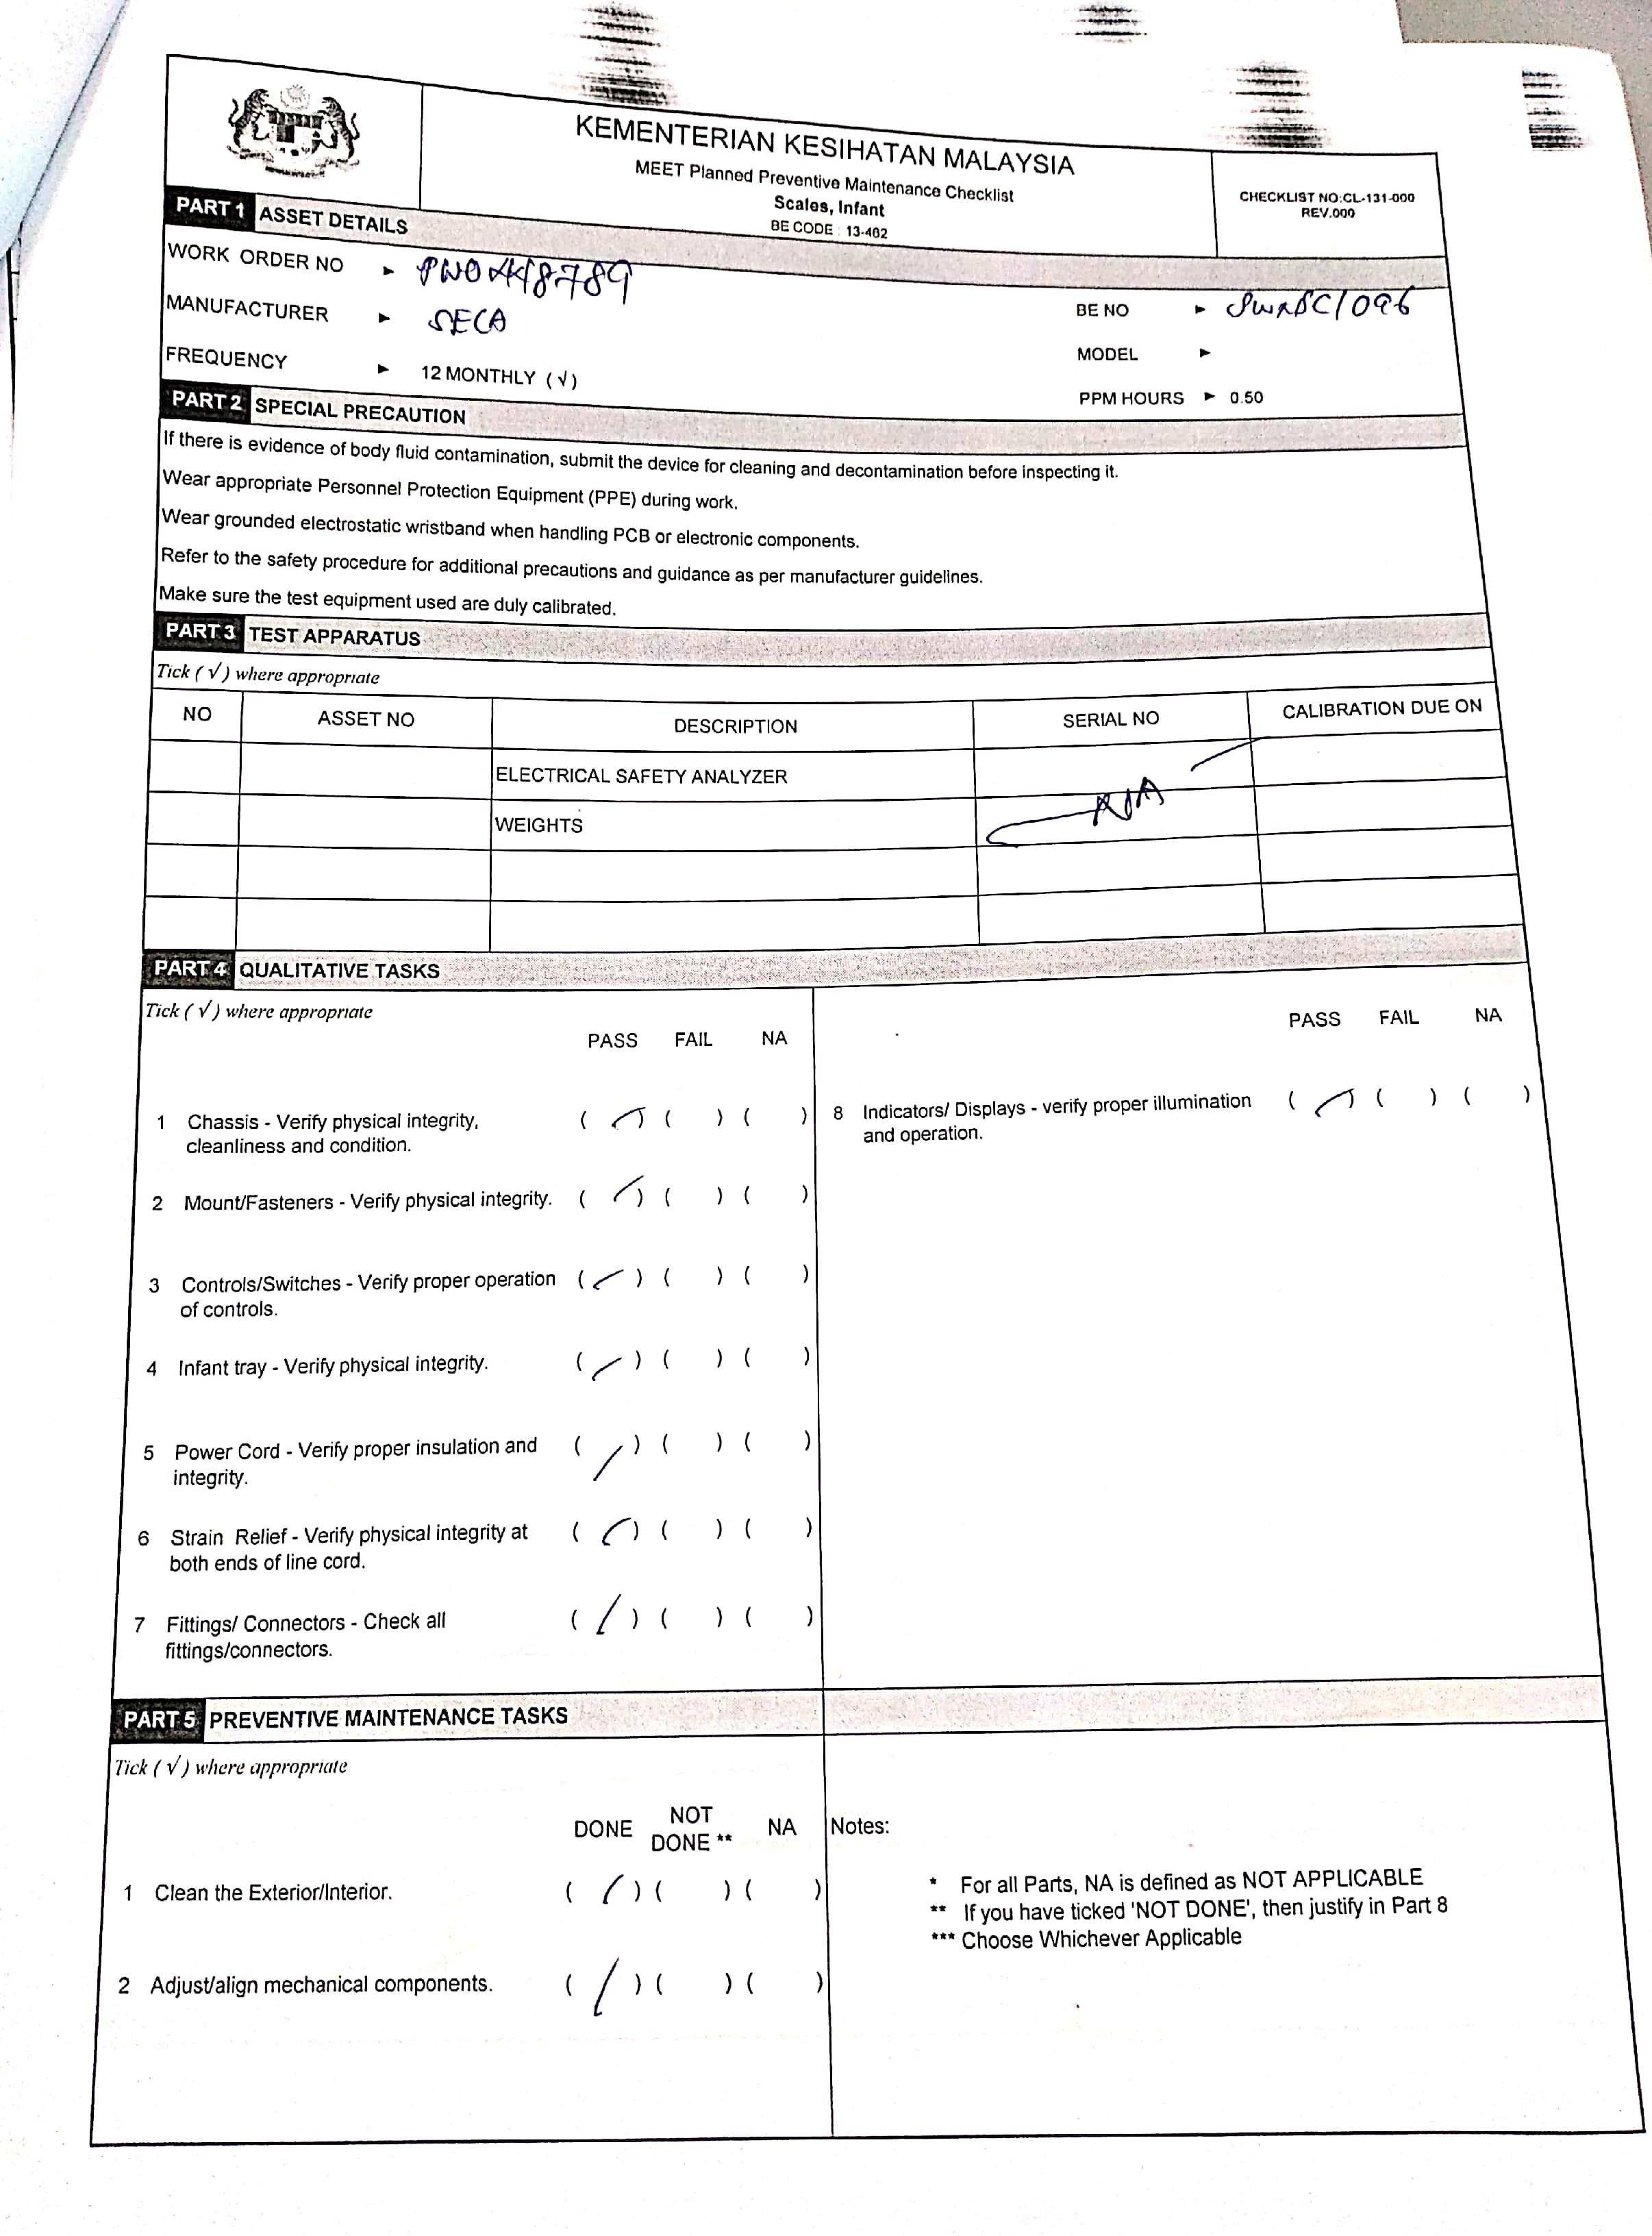 KEMENTERIAN KESIHATAN MALAYSIA
MEET Planned Preventive Maintenance Checklist
Scales, Infant
BE CODE : 13-462
CHECKLIST NO:CL-131-000
REV.000
PART 1 ASSET DETAILS
WORK ORDER NO ►
BE NO ►
MANUFACTURER ► SECA
MODEL ►
FREQUENCY ► 12 MONTHLY (√)
PPM HOURS ► 0.50
PART 2 SPECIAL PRECAUTION
If there is evidence of body fluid contamination, submit the device for cleaning and decontamination before inspecting it.
Wear appropriate Personnel Protection Equipment (PPE) during work.
Wear grounded electrostatic wristband when handling PCB or electronic components.
Refer to the safety procedure for additional precautions and guidance as per manufacturer guidelines.
Make sure the test equipment used are duly calibrated.
PART 3 TEST APPARATUS
Tick (√) where appropriate
NO ASSET NO DESCRIPTION SERIAL NO CALIBRATION DUE ON
ELECTRICAL SAFETY ANALYZER
WEIGHTS
N/A
PART 4 QUALITATIVE TASKS
Tick (√) where appropriate
PASS FAIL NA
1 Chassis - Verify physical integrity, ( / ) ( ) ( )
cleanliness and condition.
2 Mount/Fasteners - Verify physical integrity. ( / ) ( ) ( )
3 Controls/Switches - Verify proper operation ( / ) ( ) ( )
of controls.
4 Infant tray - Verify physical integrity. ( / ) ( ) ( )
5 Power Cord - Verify proper insulation and ( / ) ( ) ( )
integrity.
6 Strain Relief - Verify physical integrity at ( / ) ( ) ( )
both ends of line cord.
7 Fittings/ Connectors - Check all ( / ) ( ) ( )
fittings/connectors.
PASS FAIL NA
8 Indicators/ Displays - verify proper illumination ( / ) ( ) ( )
and operation.
PART 5 PREVENTIVE MAINTENANCE TASKS
Tick (√) where appropriate
DONE NOT DONE ** NA
1 Clean the Exterior/Interior. ( / ) ( ) ( )
2 Adjust/align mechanical components. ( / ) ( ) ( )
Notes:
* For all Parts, NA is defined as NOT APPLICABLE
** If you have ticked 'NOT DONE', then justify in Part 8
*** Choose Whichever Applicable